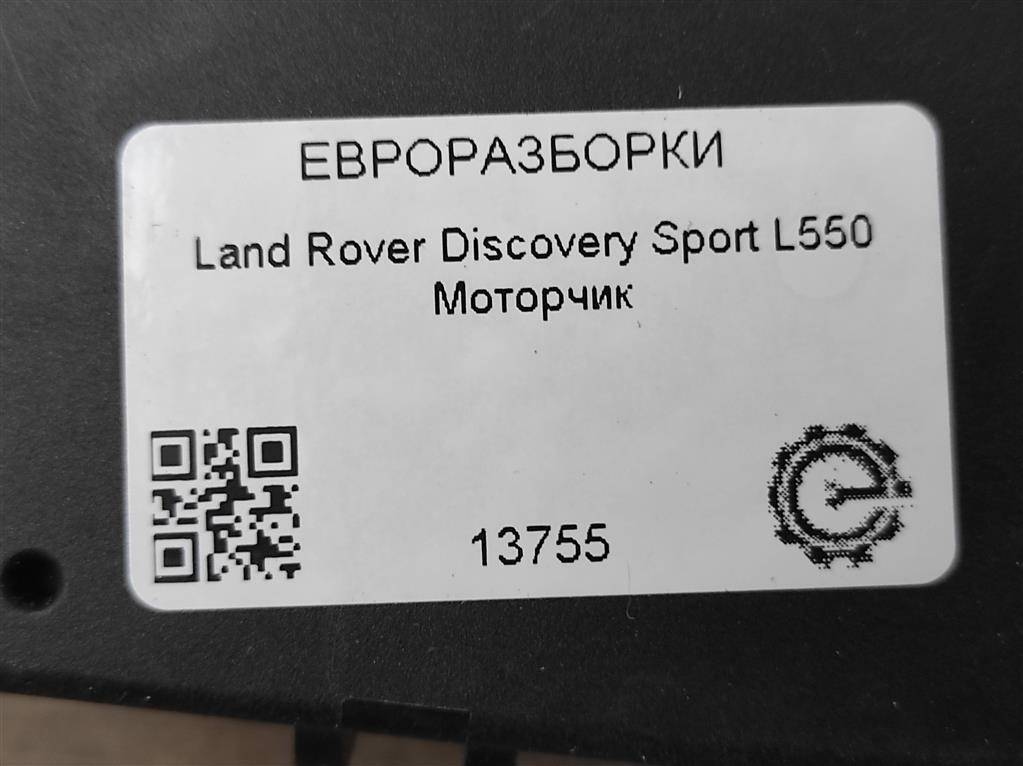 ЕВРОРАЗБОРКИ
Land Rover Discovery Sport L550
Моторчик
13755